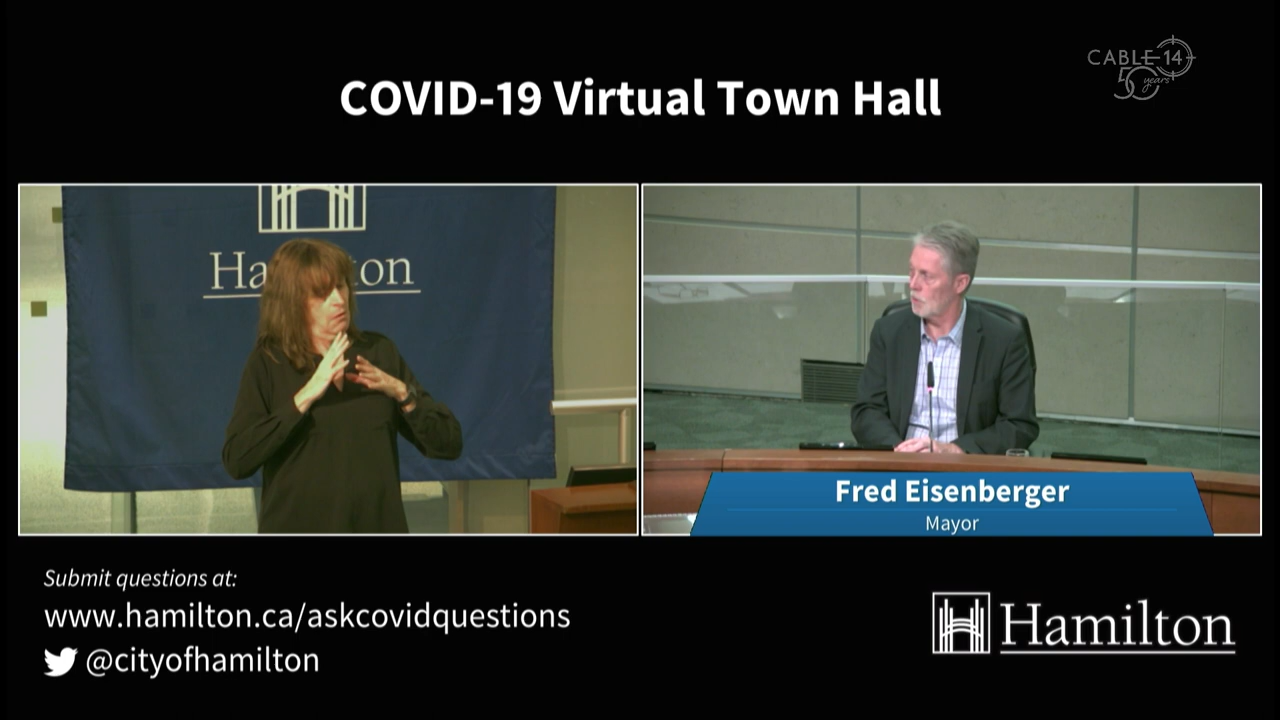 CABLE 14
50 years
COVID-19 Virtual Town Hall
Hamilton
Fred Eisenberger
Mayor
Submit questions at:
www.hamilton.ca/askcovidquestions
@cityofhamilton
Hamilton